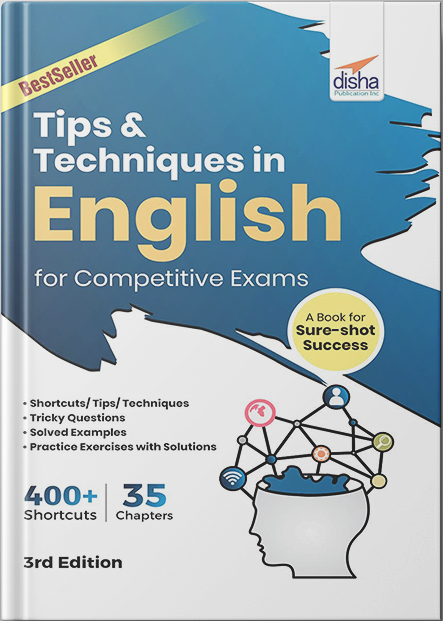 BestSeller
disha
Publication Inc
Tips &
Techniques in
English
for Competitive Exams
A Book for
Sure-shot
Success
• Shortcuts/ Tips/ Techniques
• Tricky Questions
• Solved Examples
• Practice Exercises with Solutions
400+
Shortcuts
35
Chapters
3rd Edition